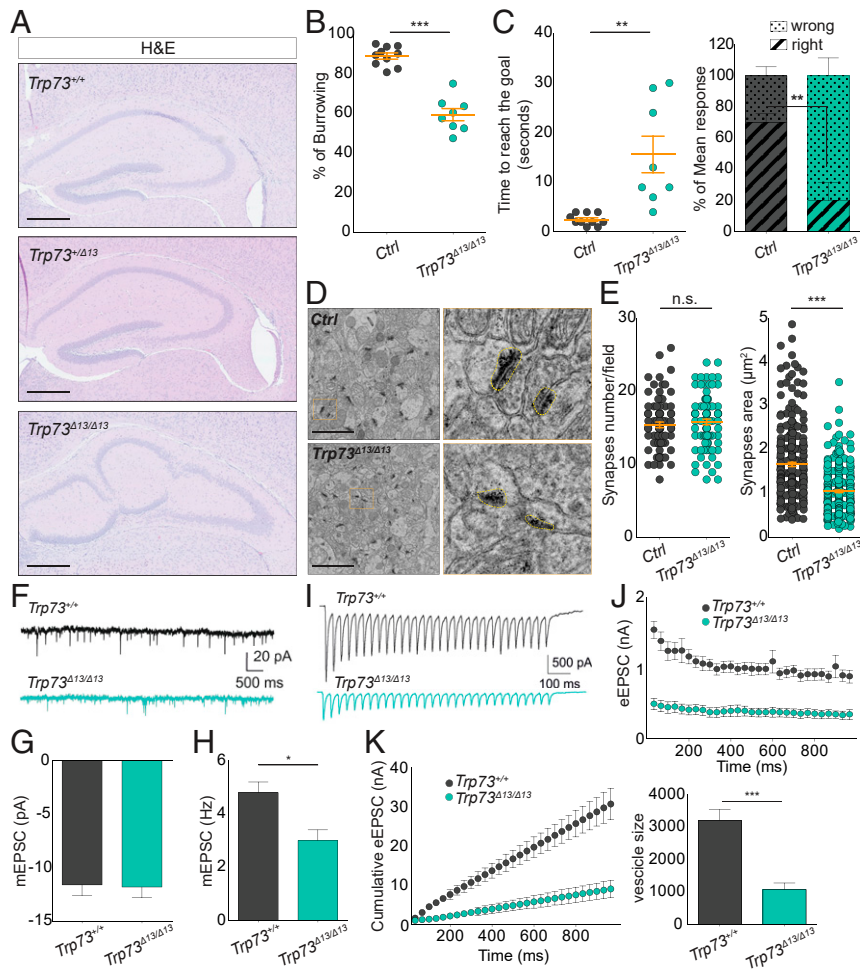 A
H&E
Trp73+/+
Trp73+/Δ13
Trp73Δ13/Δ13
B
***
% of Burrowing
100
80
60
40
20
0
Ctrl
Trp73Δ13/Δ13
C
**
Time to reach the goal
(seconds)
40
30
20
10
0
Ctrl
Trp73Δ13/Δ13
wrong
right
% of Mean response
120
100
80
60
40
20
0
**
Ctrl
Trp73Δ13/Δ13
D
Ctrl
Trp73Δ13/Δ13
E
n.s.
Synapses number/field
30
20
10
0
Ctrl
Trp73Δ13/Δ13
***
Synapses area (μm²)
5
4
3
2
1
0
Ctrl
Trp73Δ13/Δ13
F
Trp73+/+
20 pA
500 ms
Trp73Δ13/Δ13
I
Trp73+/+
500 pA
100 ms
Trp73Δ13/Δ13
J
Trp73+/+
Trp73Δ13/Δ13
eEPSC
(nA)
2
1
0
200 400 600 800
Time (ms)
G
mEPSC (pA)
0
-5
-10
-15
Trp73+/+
Trp73Δ13/Δ13
H
*
mEPSC (Hz)
6
4
2
0
Trp73+/+
Trp73Δ13/Δ13
K
Trp73+/+
Trp73Δ13/Δ13
Cumulative eEPSC (nA)
40
30
20
10
0
200 400 600 800
Time (ms)
***
vescicle size
4000
3000
2000
1000
0
Trp73+/+
Trp73Δ13/Δ13